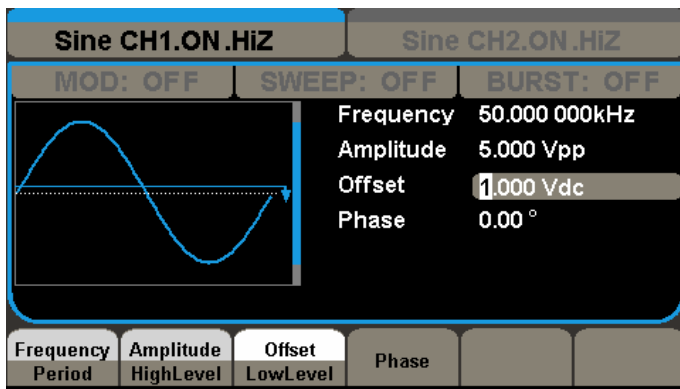 Sine CH1.ON.HiZ Sine CH2.ON.HiZ
MOD: OFF SWEEP: OFF BURST: OFF
Frequency 50.000 000kHz
Amplitude 5.000 Vpp
Offset 1.000 Vdc
Phase 0.00 °
Frequency Amplitude Offset Phase
Period HighLevel LowLevel